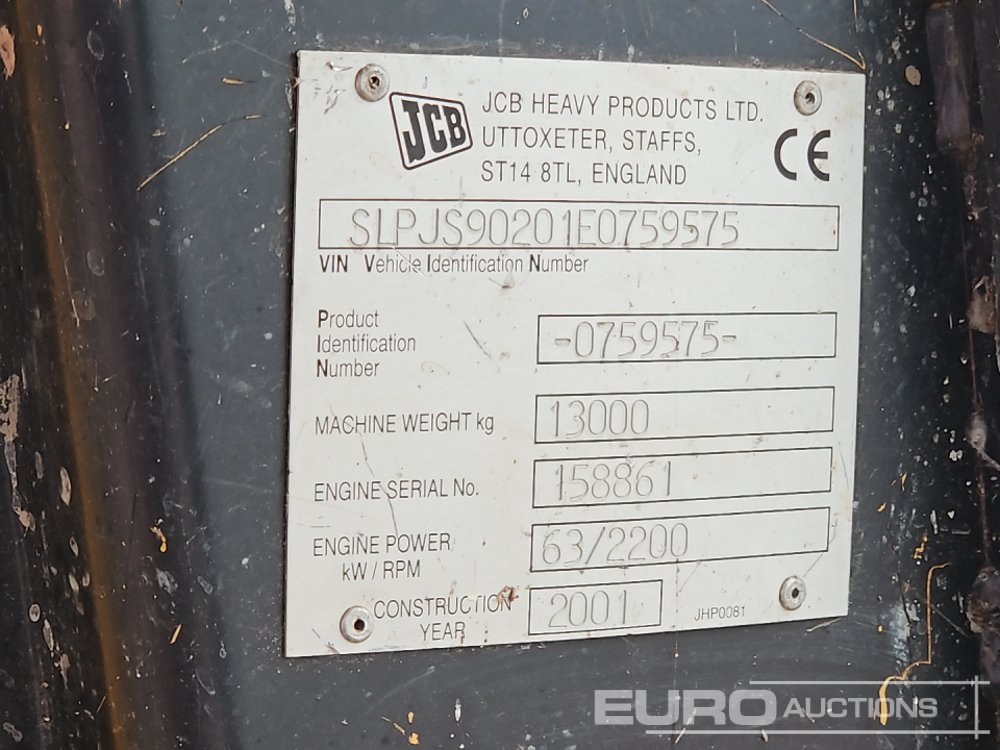 JCB
JCB HEAVY PRODUCTS LTD.
UTTOXETER, STAFFS,
ST14 8TL, ENGLAND
CE
SLPJS90201E0759575
VIN Vehicle Identification Number
Product
Identification
Number
-0759575-
MACHINE WEIGHT kg
13000
ENGINE SERIAL No.
158861
ENGINE POWER
kW / RPM
63/2200
CONSTRUCTION
YEAR
2001
JHP0081
EURO AUCTIONS